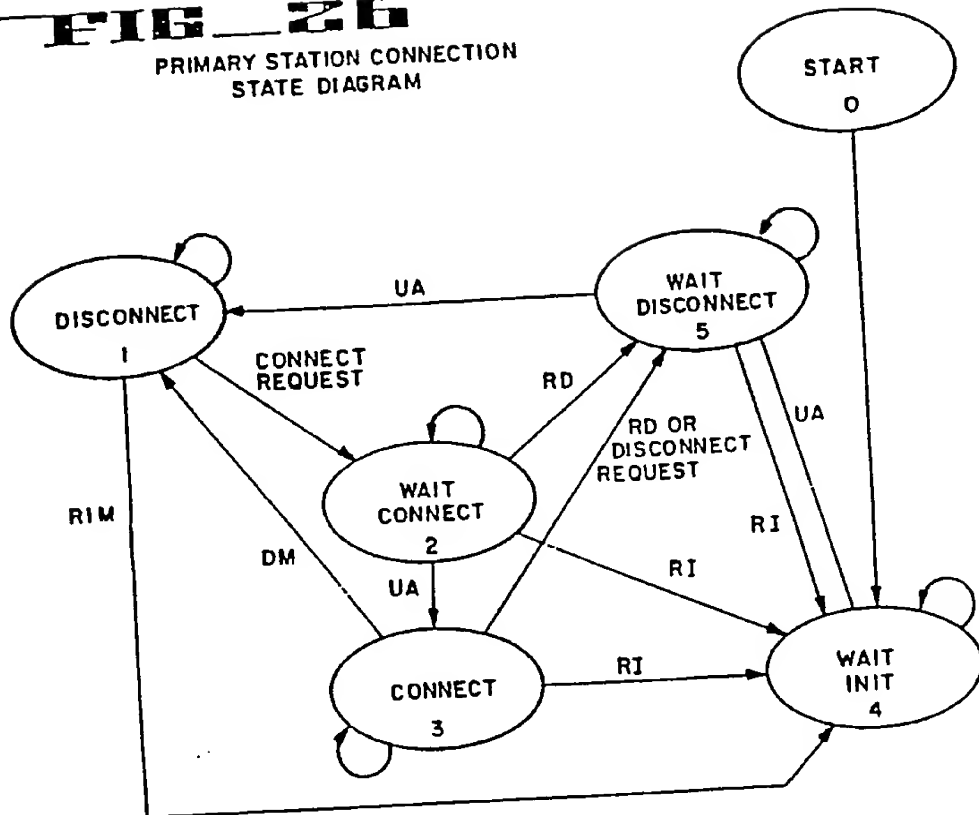 FIG_26
PRIMARY STATION CONNECTION
STATE DIAGRAM
START
0
DISCONNECT
1
UA
WAIT
DISCONNECT
5
CONNECT
REQUEST
RD
RD OR
DISCONNECT
REQUEST
UA
WAIT
CONNECT
2
RIM
DM
UA
RI
RI
CONNECT
3
RI
WAIT
INIT
4